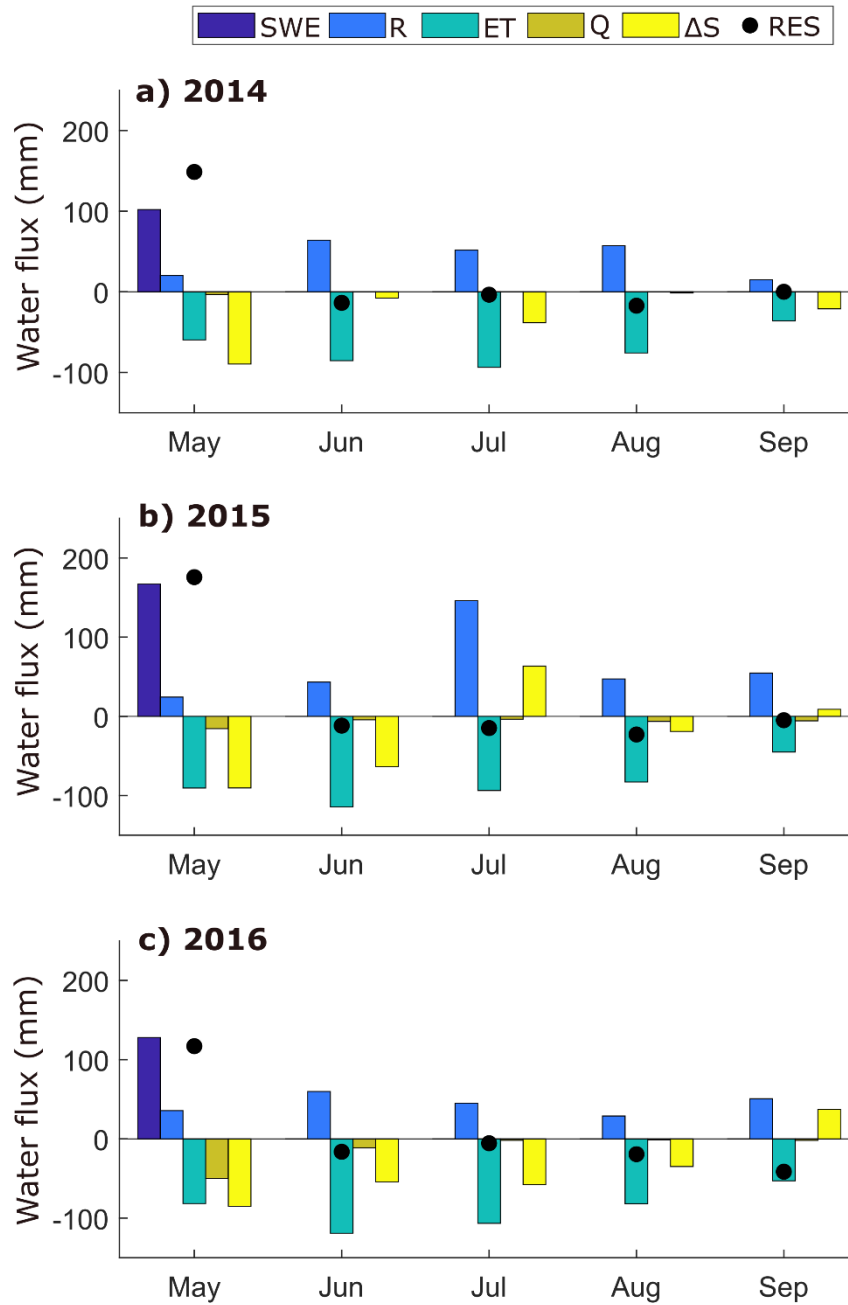 SWE R ET Q ΔS RES
a) 2014
Water flux (mm)
200
100
0
-100
May Jun Jul Aug Sep
b) 2015
Water flux (mm)
200
100
0
-100
May Jun Jul Aug Sep
c) 2016
Water flux (mm)
200
100
0
-100
May Jun Jul Aug Sep